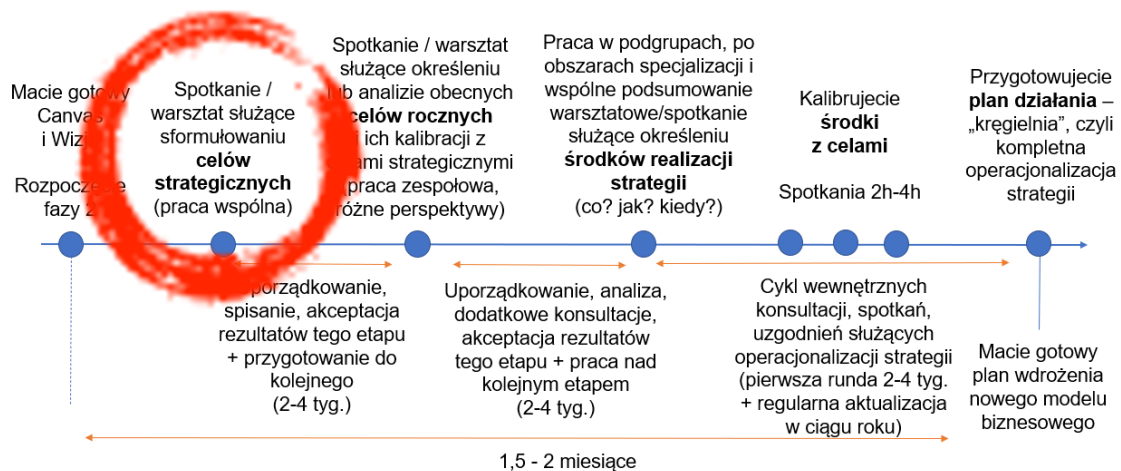 Macie gotowy
Canvas
i Wizję
Rozpoczęcie
fazy 2
Spotkanie /
warsztat służące
sformułowaniu
celów
strategicznych
(praca wspólna)
Spotkanie / warsztat
służące określeniu
lub analizie obecnych
celów rocznych
i ich kalibracji z
celami strategicznymi
(praca zespołowa,
różne perspektywy)
Praca w podgrupach, po
obszarach specjalizacji i
wspólne podsumowanie
warsztatowe/spotkanie
służące określeniu
środków realizacji
strategii
(co? jak? kiedy?)
Kalibrujecie
środki
z celami
Spotkania 2h-4h
Przygotowujecie
plan działania –
„kręgielnia”, czyli
kompletna
operacjonalizacja
strategii
Uporządkowanie,
spisanie, akceptacja
rezultatów tego etapu
+ przygotowanie do
kolejnego
(2-4 tyg.)
Uporządkowanie, analiza,
dodatkowe konsultacje,
akceptacja rezultatów
tego etapu + praca nad
kolejnym etapem
(2-4 tyg.)
Cykl wewnętrznych
konsultacji, spotkań,
uzgodnień służących
operacjonalizacji strategii
(pierwsza runda 2-4 tyg.
+ regularna aktualizacja
w ciągu roku)
Macie gotowy
plan wdrożenia
nowego modelu
biznesowego
1,5 - 2 miesiące